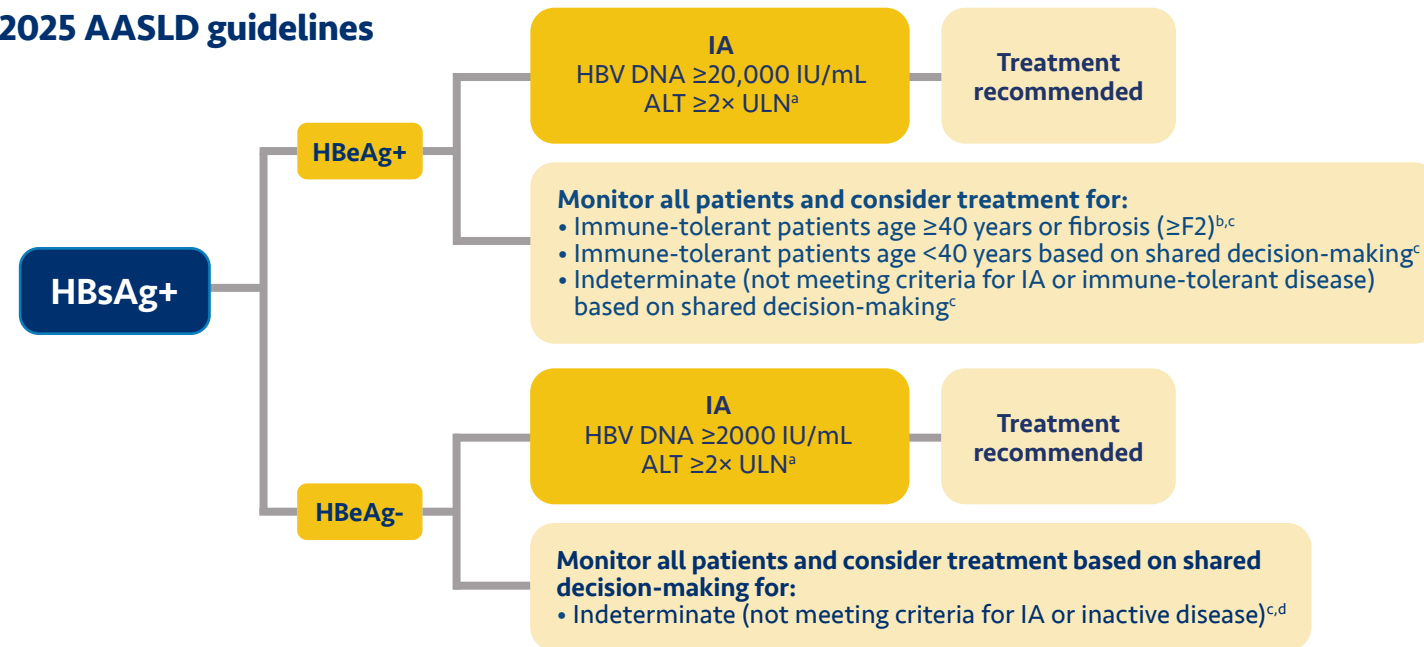 2025 AASLD guidelines
HBsAg+
HBeAg+
IA
HBV DNA ≥20,000 IU/mL
ALT ≥2× ULNᵃ
Treatment
recommended
Monitor all patients and consider treatment for:
• Immune-tolerant patients age ≥40 years or fibrosis (≥F2)ᵇ,ᶜ
• Immune-tolerant patients age <40 years based on shared decision-makingᶜ
• Indeterminate (not meeting criteria for IA or immune-tolerant disease)
based on shared decision-makingᶜ
HBeAg-
IA
HBV DNA ≥2000 IU/mL
ALT ≥2× ULNᵃ
Treatment
recommended
Monitor all patients and consider treatment based on shared
decision-making for:
• Indeterminate (not meeting criteria for IA or inactive disease)ᶜ,ᵈ